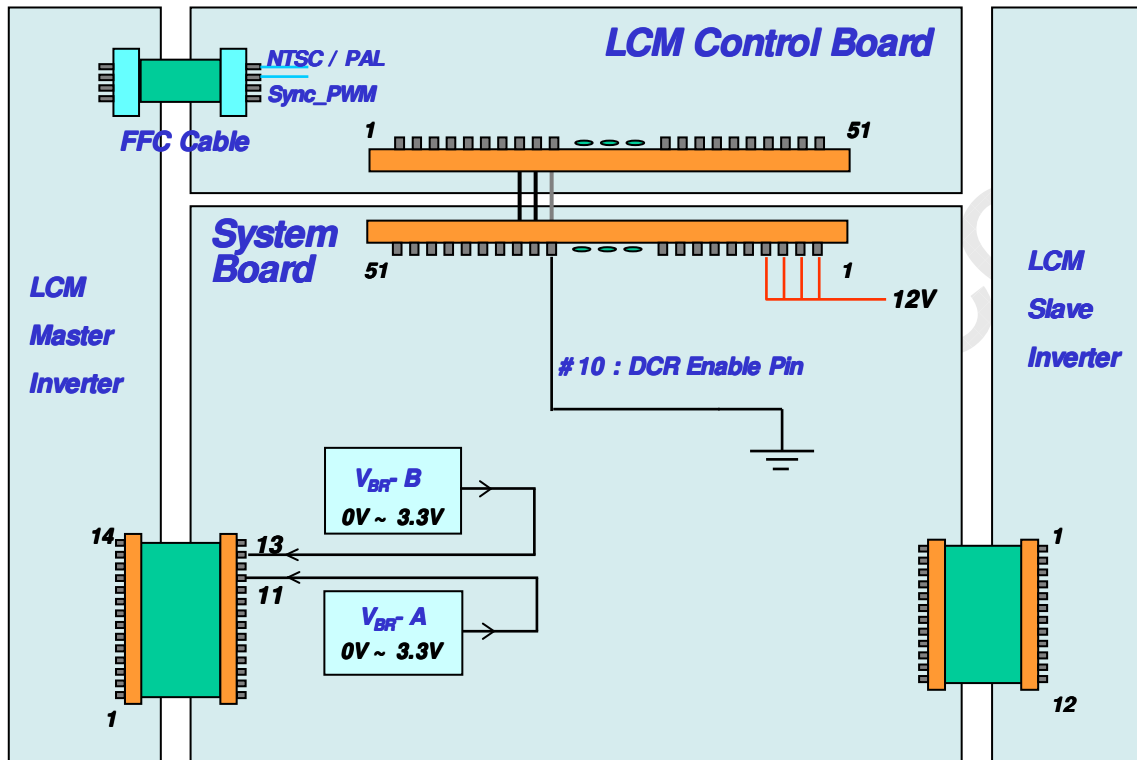 LCM Control Board
NTSC / PAL
Sync_PWM
FFC Cable
1
51
System
Board
51
1
12V
LCM
Master
Inverter
LCM
Slave
Inverter
# 10 : DCR Enable Pin
VBR- B
0V ~ 3.3V
14
13
11
VBR- A
0V ~ 3.3V
1
1
12